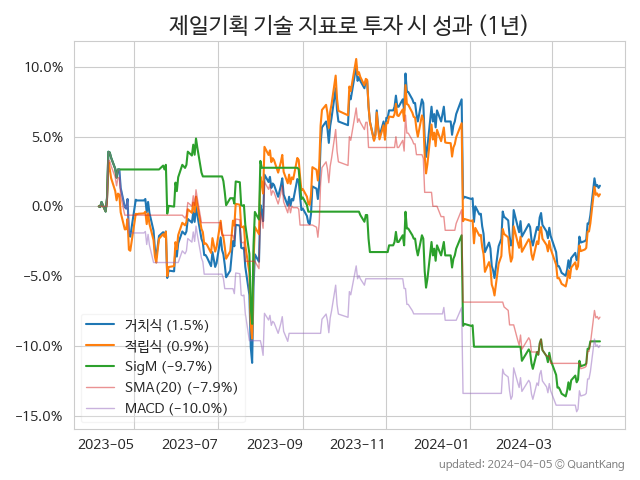 제일기획 기술 지표로 투자 시 성과 (1년)
10.0%
5.0%
0.0%
−5.0%
−10.0%
−15.0%
거치식 (1.5%)
적립식 (0.9%)
SigM (−9.7%)
SMA(20) (−7.9%)
MACD (−10.0%)
2023-05 2023-07 2023-09 2023-11 2024-01 2024-03
updated: 2024-04-05 © QuantKang